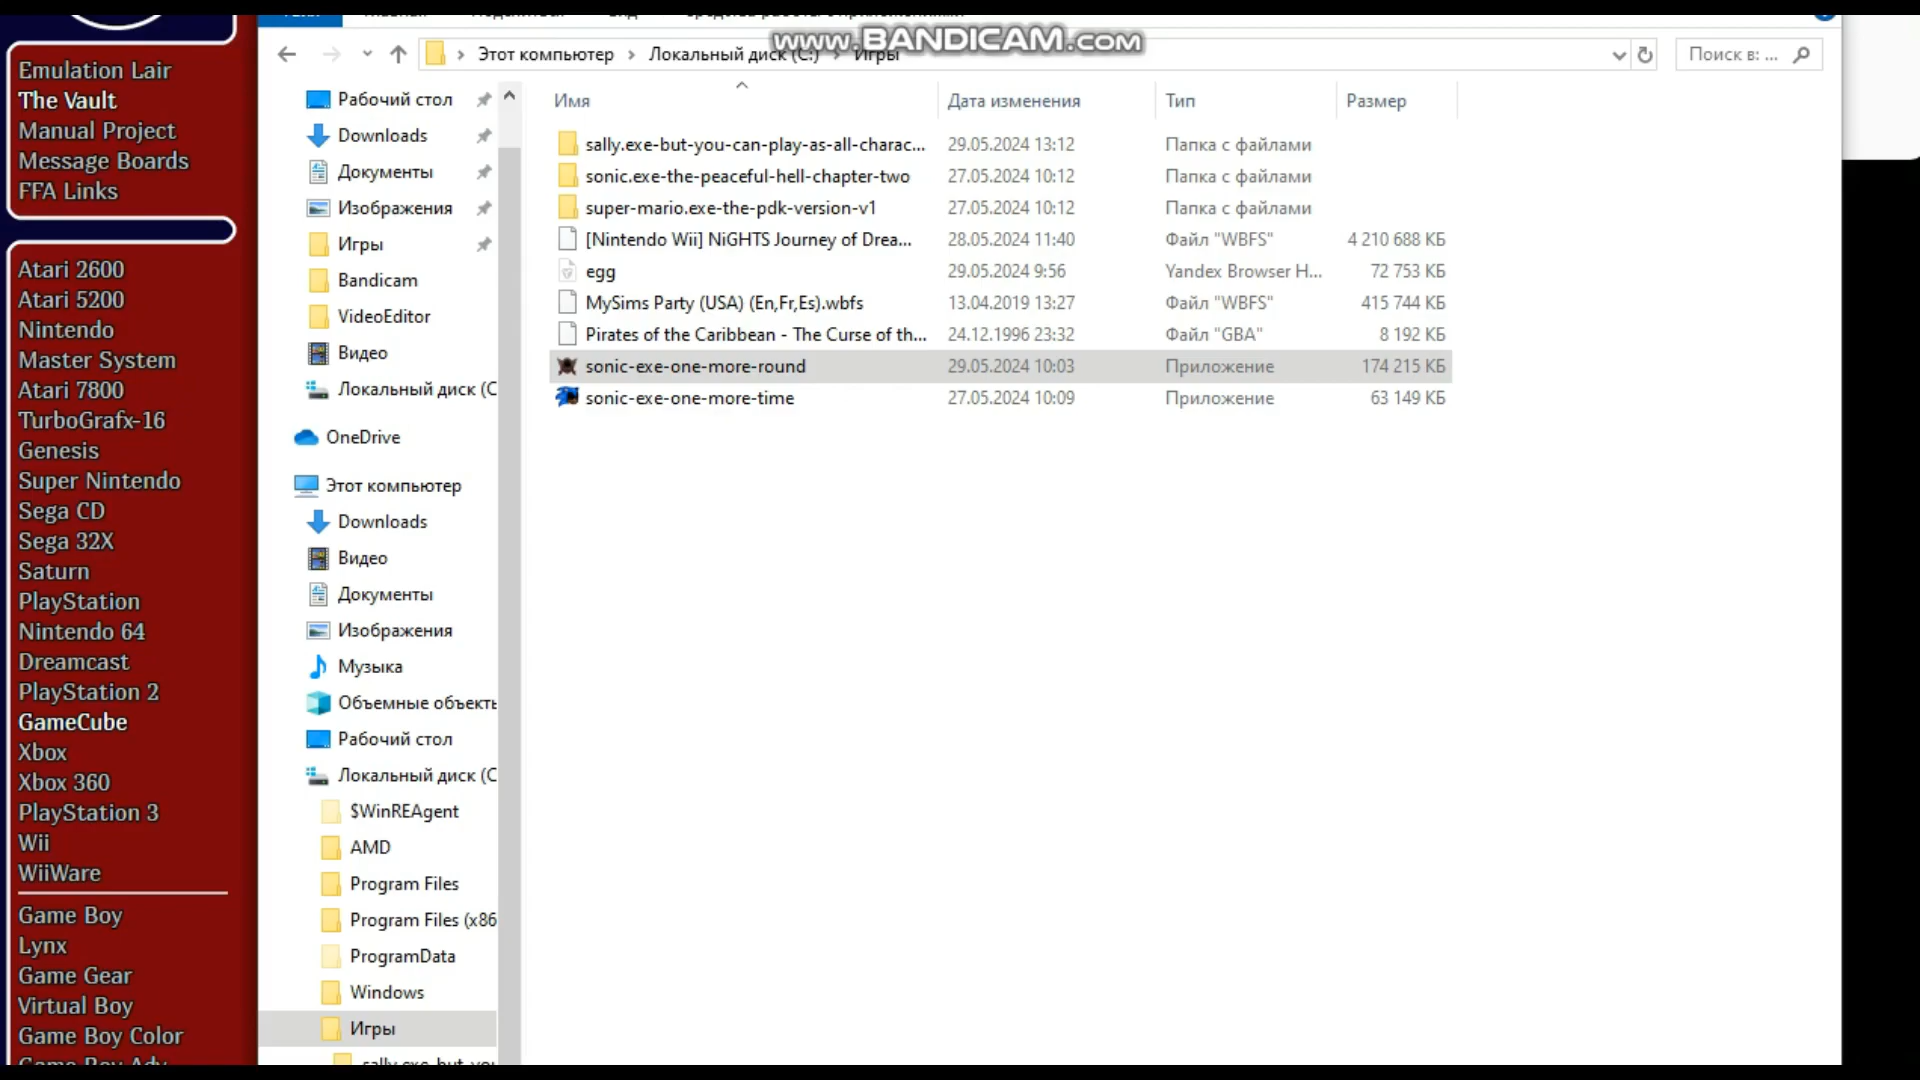 www.BANDICAM.com
Этот компьютер › Локальный диск (C:) › Игры
Поиск в: ...
Emulation Lair
The Vault
Manual Project
Message Boards
FFA Links
Atari 2600
Atari 5200
Nintendo
Master System
Atari 7800
TurboGrafx-16
Genesis
Super Nintendo
Sega CD
Sega 32X
Saturn
PlayStation
Nintendo 64
Dreamcast
PlayStation 2
GameCube
Xbox
Xbox 360
PlayStation 3
Wii
WiiWare
Game Boy
Lynx
Game Gear
Virtual Boy
Game Boy Color
Рабочий стол
Downloads
Документы
Изображения
Игры
Bandicam
VideoEditor
Видео
Локальный диск (C
OneDrive
Этот компьютер
Downloads
Видео
Документы
Изображения
Музыка
Объемные объекты
Рабочий стол
Локальный диск (C
$WinREAgent
AMD
Program Files
Program Files (x86
ProgramData
Windows
Игры
Имя Дата изменения Тип Размер
sally.exe-but-you-can-play-as-all-charac... 29.05.2024 13:12 Папка с файлами
sonic.exe-the-peaceful-hell-chapter-two 27.05.2024 10:12 Папка с файлами
super-mario.exe-the-pdk-version-v1 27.05.2024 10:12 Папка с файлами
[Nintendo Wii] NiGHTS Journey of Drea... 28.05.2024 11:40 Файл "WBFS" 4 210 688 КБ
egg 29.05.2024 9:56 Yandex Browser H... 72 753 КБ
MySims Party (USA) (En,Fr,Es).wbfs 13.04.2019 13:27 Файл "WBFS" 415 744 КБ
Pirates of the Caribbean - The Curse of th... 24.12.1996 23:32 Файл "GBA" 8 192 КБ
sonic-exe-one-more-round 29.05.2024 10:03 Приложение 174 215 КБ
sonic-exe-one-more-time 27.05.2024 10:09 Приложение 63 149 КБ